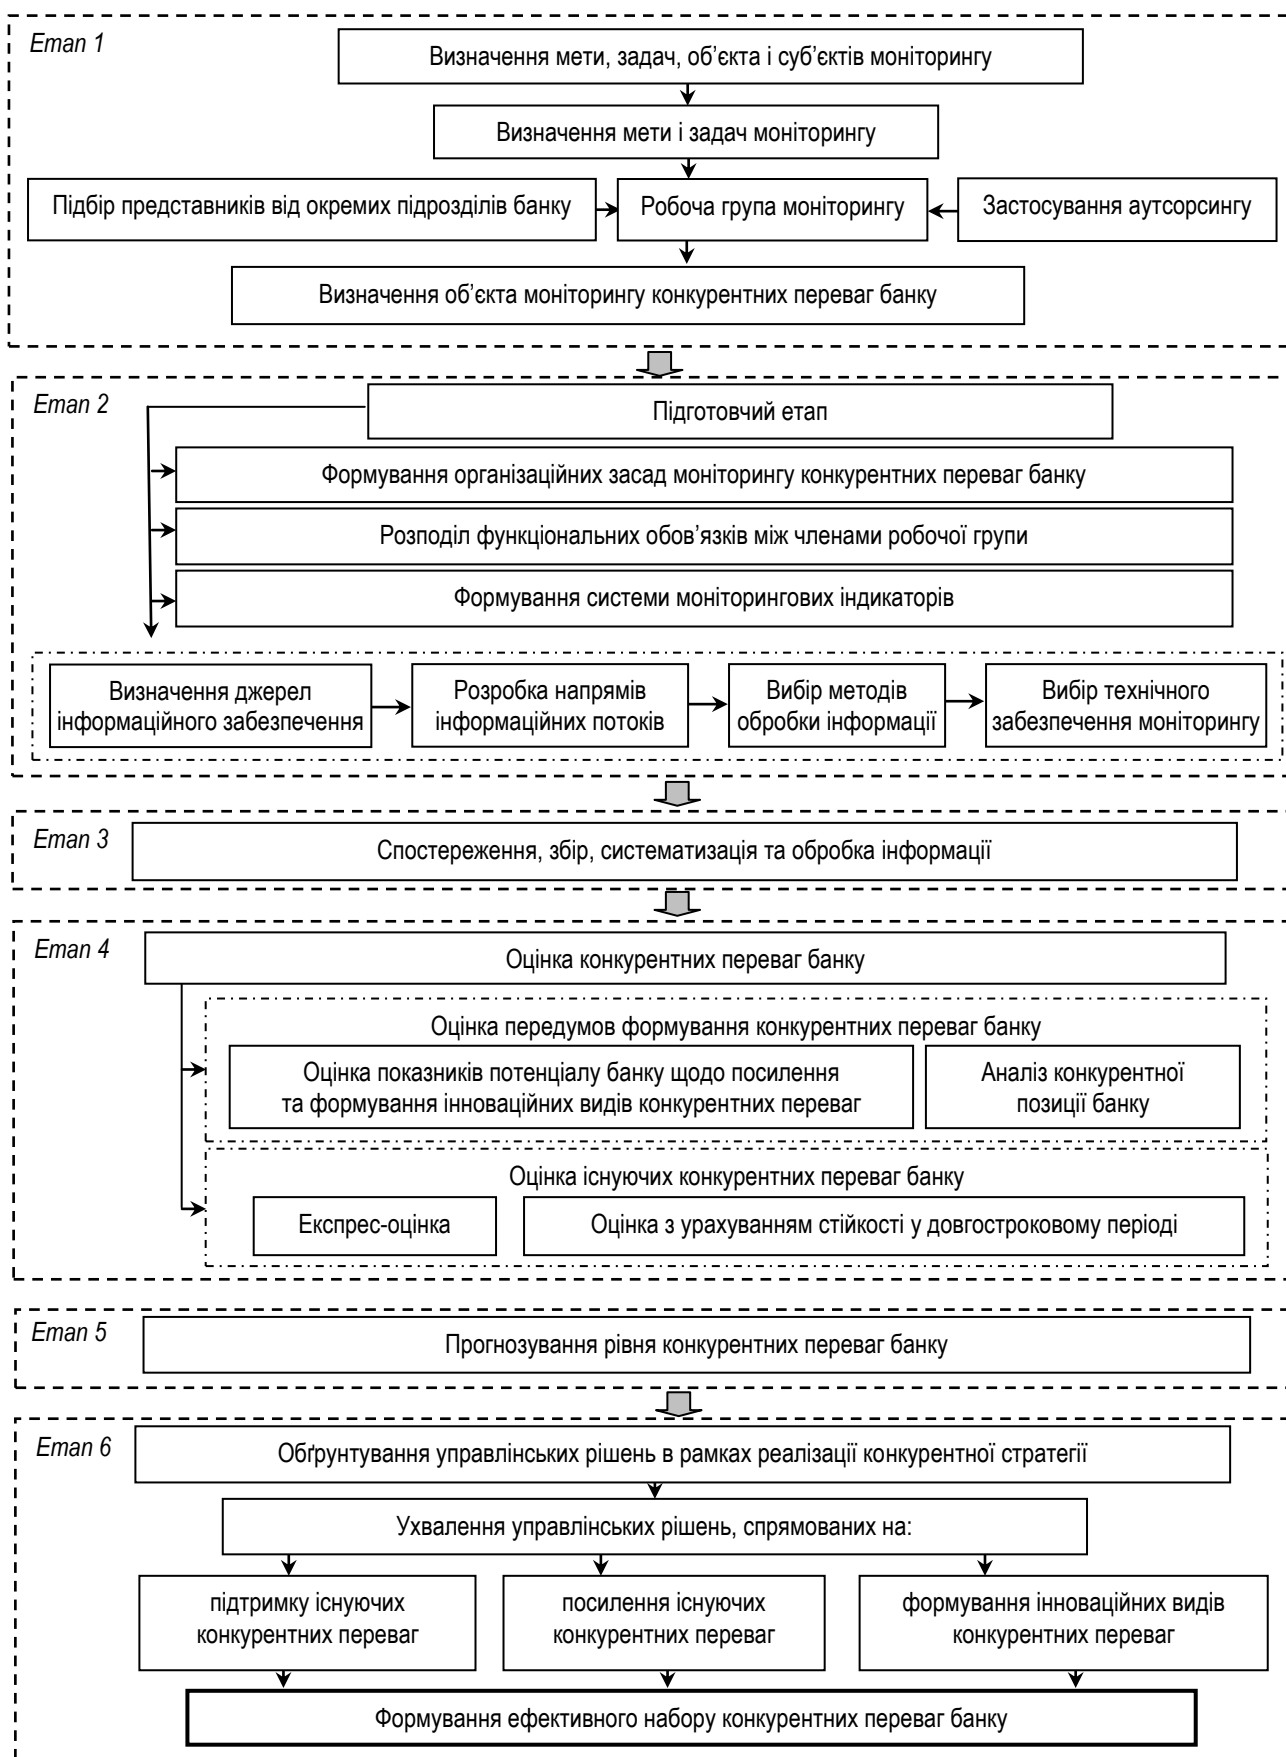 Етап 1
Визначення мети, задач, об’єкта і суб’єктів моніторингу
Визначення мети і задач моніторингу
Підбір представників від окремих підрозділів банку
Робоча група моніторингу
Застосування аутсорсингу
Визначення об’єкта моніторингу конкурентних переваг банку
Етап 2
Підготовчий етап
Формування організаційних засад моніторингу конкурентних переваг банку
Розподіл функціональних обов’язків між членами робочої групи
Формування системи моніторингових індикаторів
Визначення джерел
інформаційного забезпечення
Розробка напрямів
інформаційних потоків
Вибір методів
обробки інформації
Вибір технічного
забезпечення моніторингу
Етап 3
Спостереження, збір, систематизація та обробка інформації
Етап 4
Оцінка конкурентних переваг банку
Оцінка передумов формування конкурентних переваг банку
Оцінка показників потенціалу банку щодо посилення
та формування інноваційних видів конкурентних переваг
Аналіз конкурентної
позиції банку
Оцінка існуючих конкурентних переваг банку
Експрес-оцінка
Оцінка з урахуванням стійкості у довгостроковому періоді
Етап 5
Прогнозування рівня конкурентних переваг банку
Етап 6
Обґрунтування управлінських рішень в рамках реалізації конкурентної стратегії
Ухвалення управлінських рішень, спрямованих на:
підтримку існуючих
конкурентних переваг
посилення існуючих
конкурентних переваг
формування інноваційних видів
конкурентних переваг
Формування ефективного набору конкурентних переваг банку